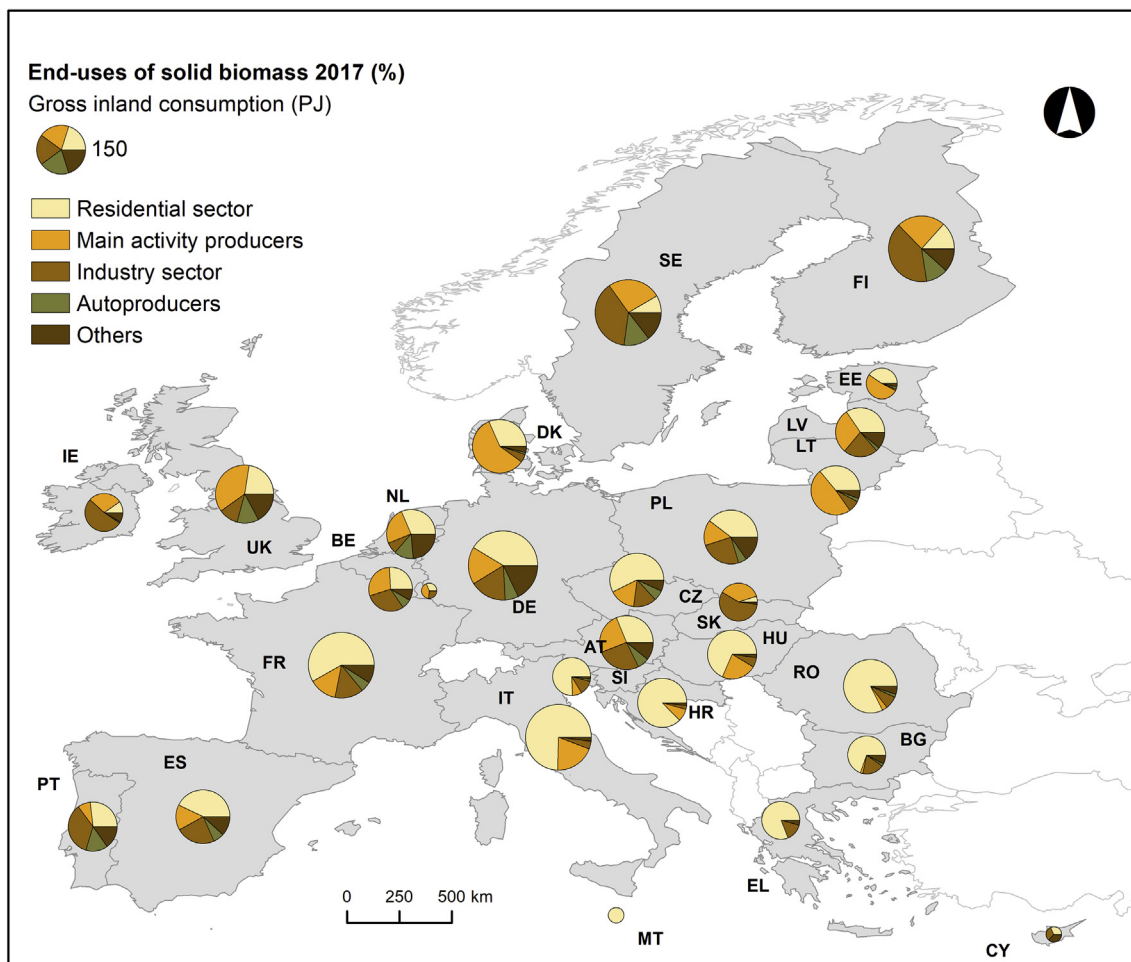 End-uses of solid biomass 2017 (%)
Gross inland consumption (PJ)
150
Residential sector
Main activity producers
Industry sector
Autoproducers
Others
SE
FI
EE
LV
LT
DK
IE
UK
NL
BE
PL
DE
CZ
SK
AT
HU
SI
RO
FR
IT
HR
BG
ES
PT
EL
0 250 500 km
MT
CY